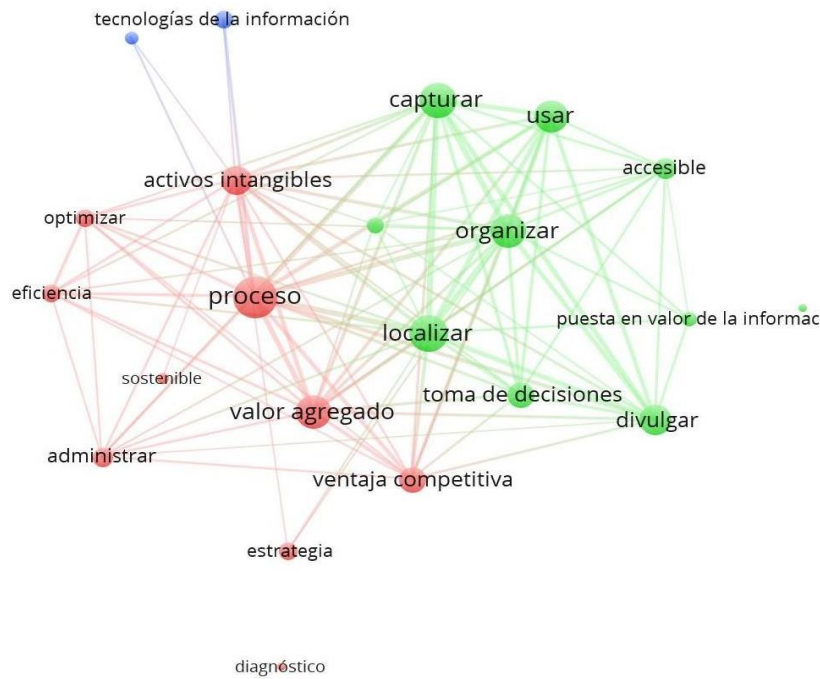 tecnologías de la información
capturar
usar
accesible
activos intangibles
optimizar
organizar
eficiencia
proceso
puesta en valor de la informac
localizar
sostenible
toma de decisiones
valor agregado
divulgar
administrar
ventaja competitiva
estrategia
diagnóstico